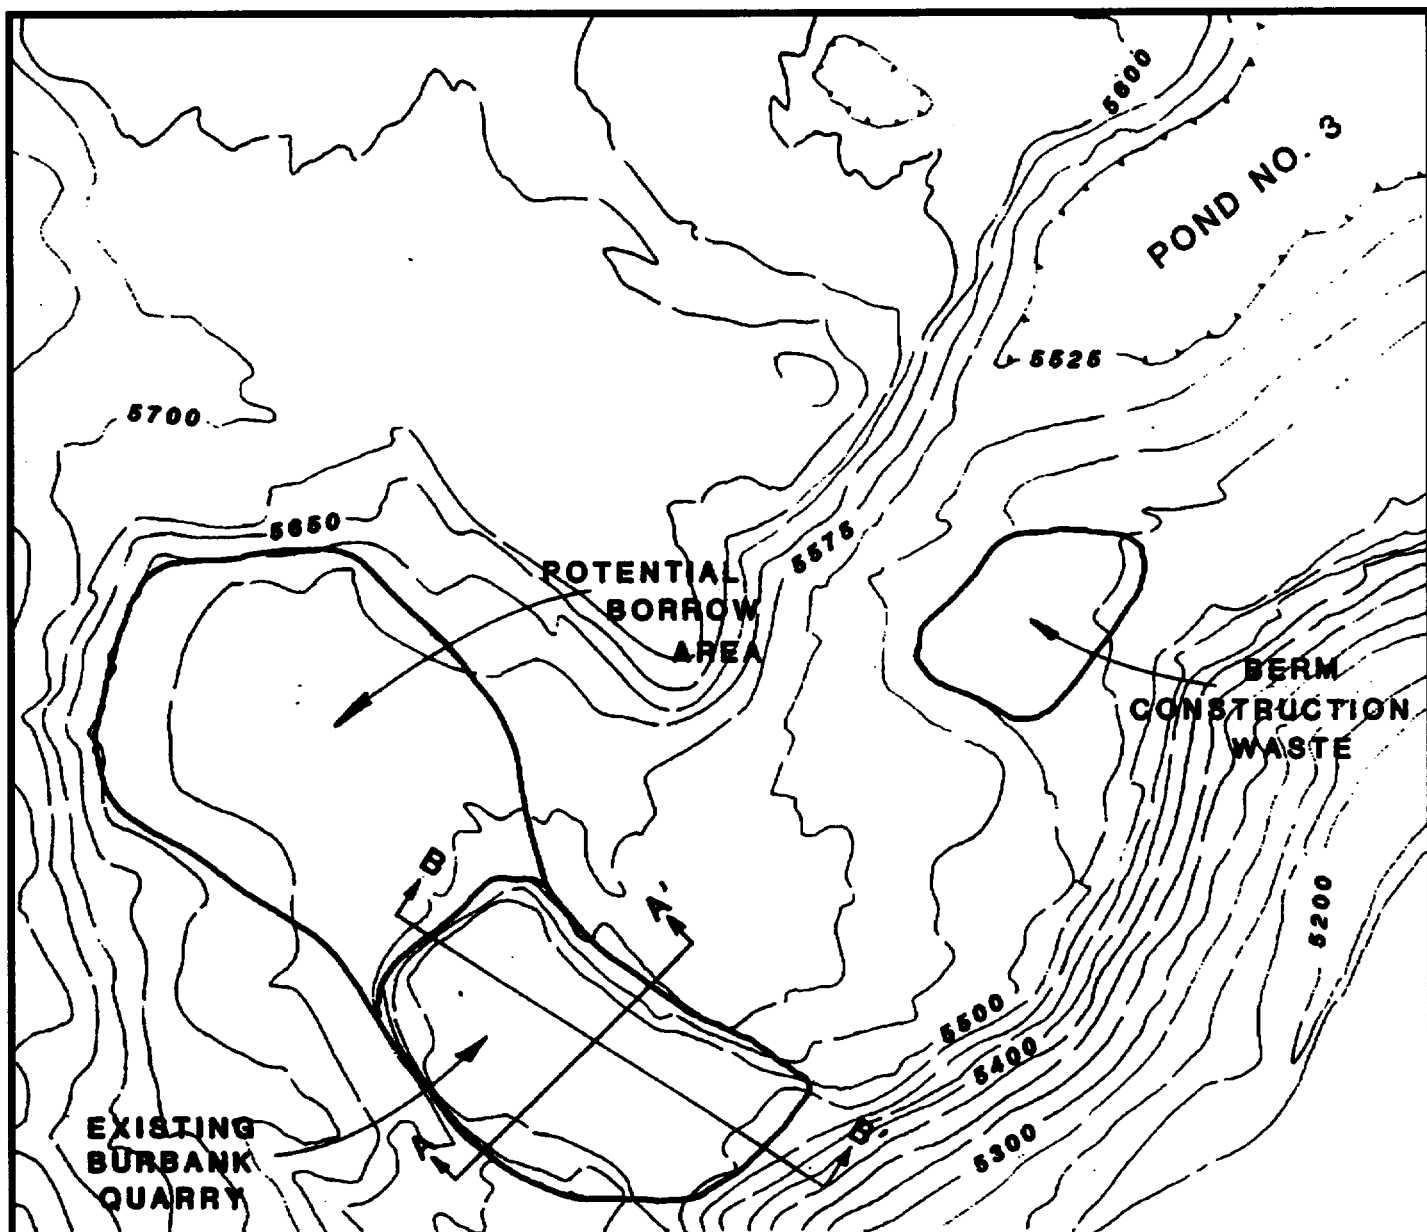 5600
POND NO. 3
5525
5700
5650
5575
POTENTIAL
BORROW
AREA
BERM
CONSTRUCTION
WASTE
B
A'
5200
5500
5400
5300
EXISTING
BURBANK
QUARRY
A
B'